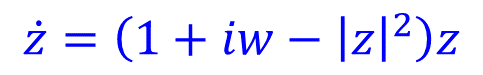 ż = (1 + iw − |z|²)z